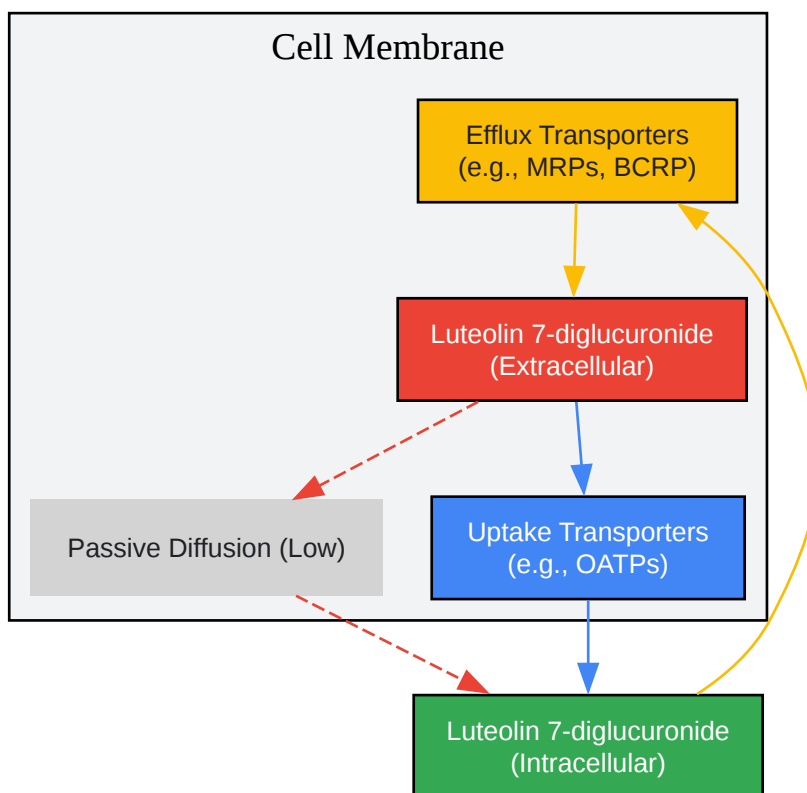 Cell Membrane
Efflux Transporters
(e.g., MRPs, BCRP)
Luteolin 7-diglucuronide
(Extracellular)
Passive Diffusion (Low)
Uptake Transporters
(e.g., OATPs)
Luteolin 7-diglucuronide
(Intracellular)